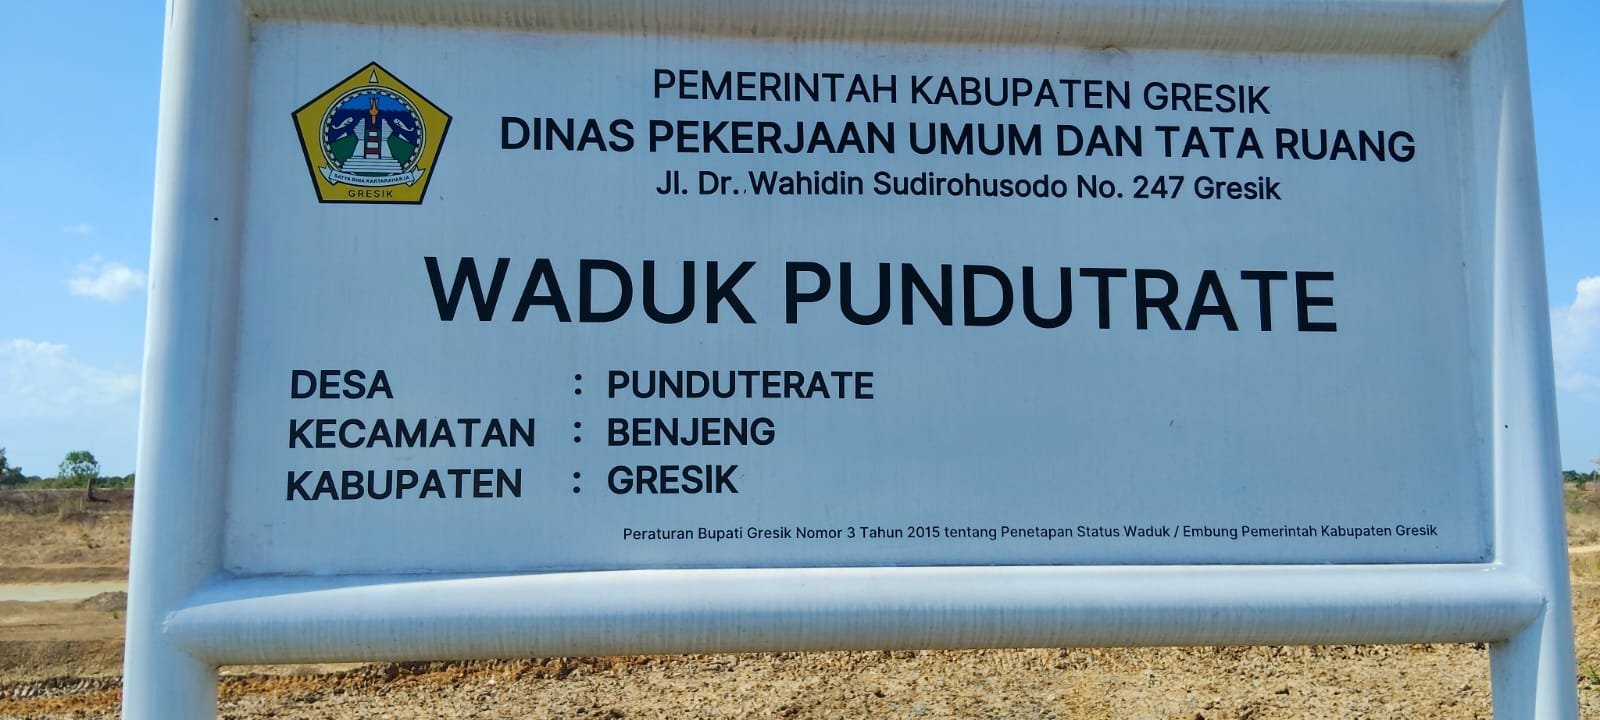 PEMERINTAH KABUPATEN GRESIK
DINAS PEKERJAAN UMUM DAN TATA RUANG
Jl. Dr. Wahidin Sudirohusodo No. 247 Gresik
GRESIK
WADUK PUNDUTRATE
DESA : PUNDUTERATE
KECAMATAN : BENJENG
KABUPATEN : GRESIK
Peraturan Bupati Gresik Nomor 3 Tahun 2015 tentang Penetapan Status Waduk / Embung Pemerintah Kabupaten Gresik